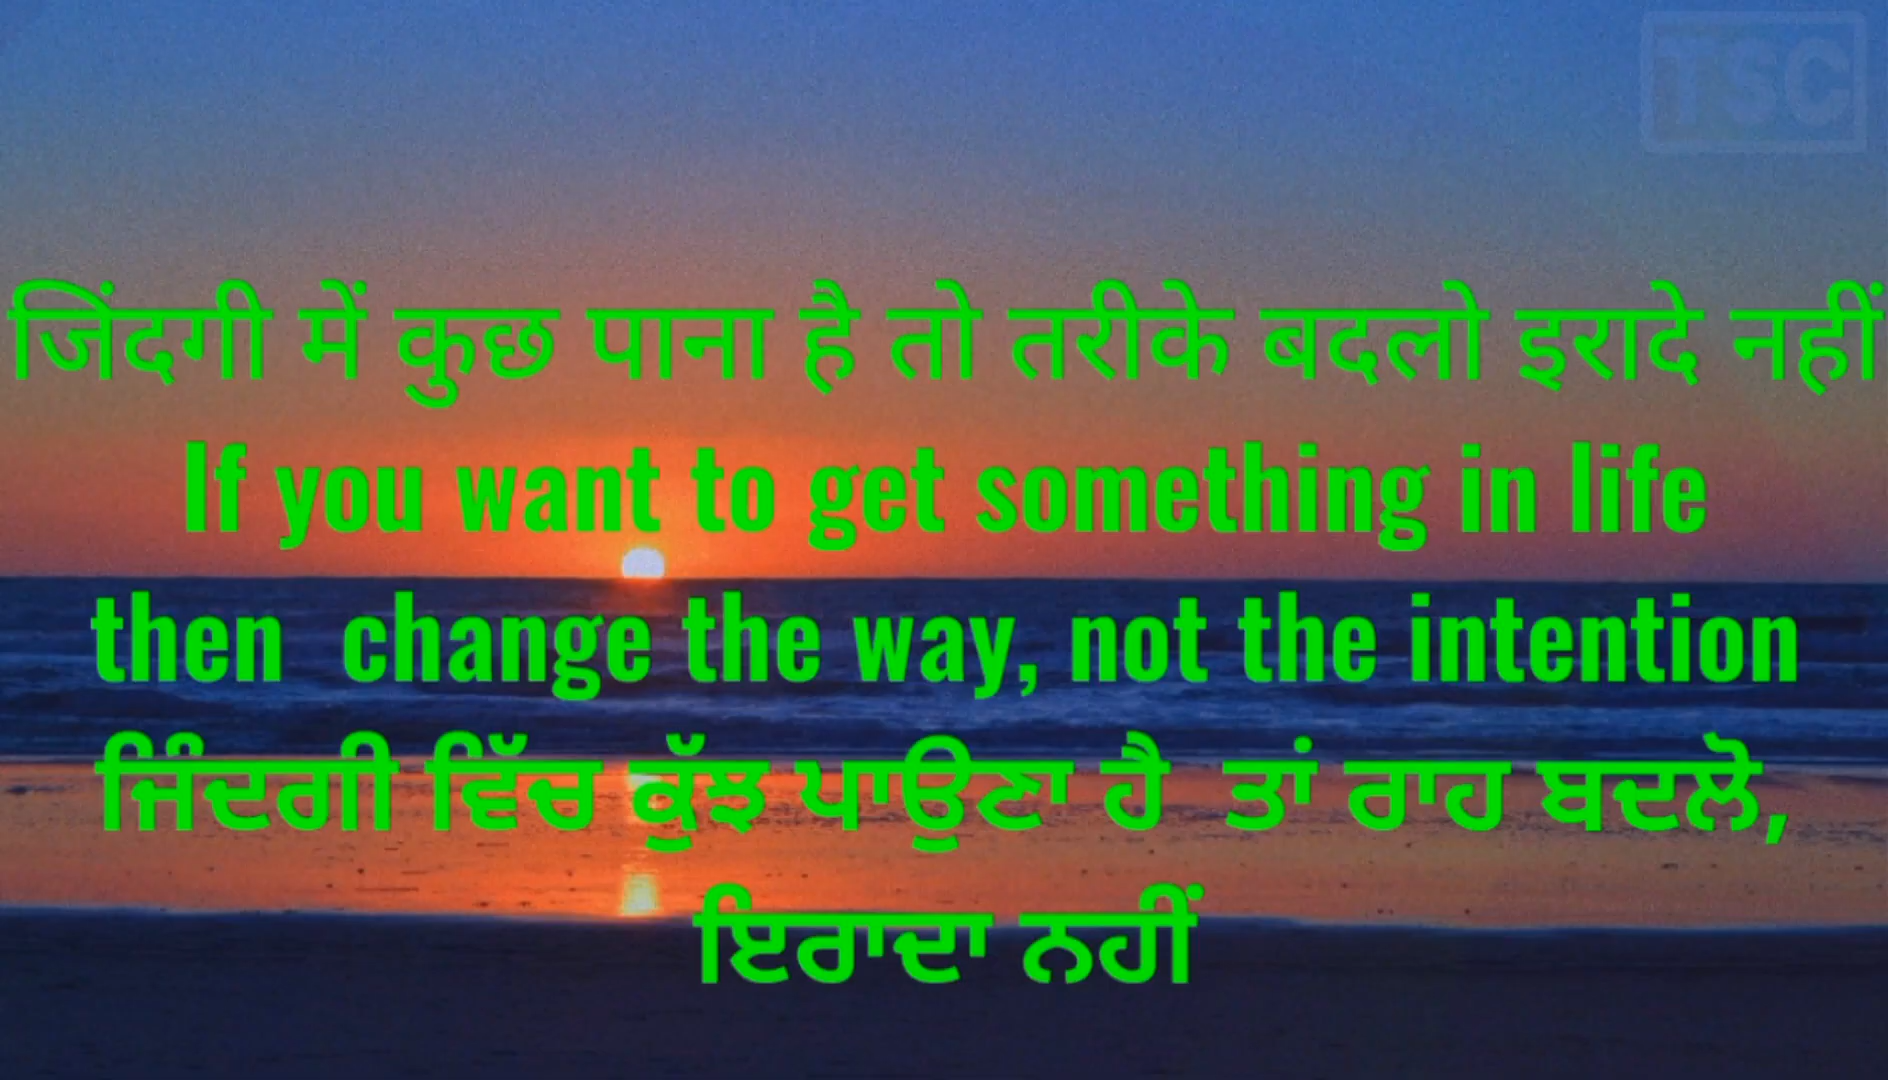 TSC
जिंदगी में कुछ पाना है तो तरीके बदलो इरादे नहीं
If you want to get something in life
then  change the way, not the intention
ਜਿੰਦਗੀ ਵਿੱਚ ਕੁੱਝ ਪਾਉਣਾ ਹੈ  ਤਾਂ ਰਾਹ ਬਦਲੋ,
ਇਰਾਦਾ ਨਹੀਂ